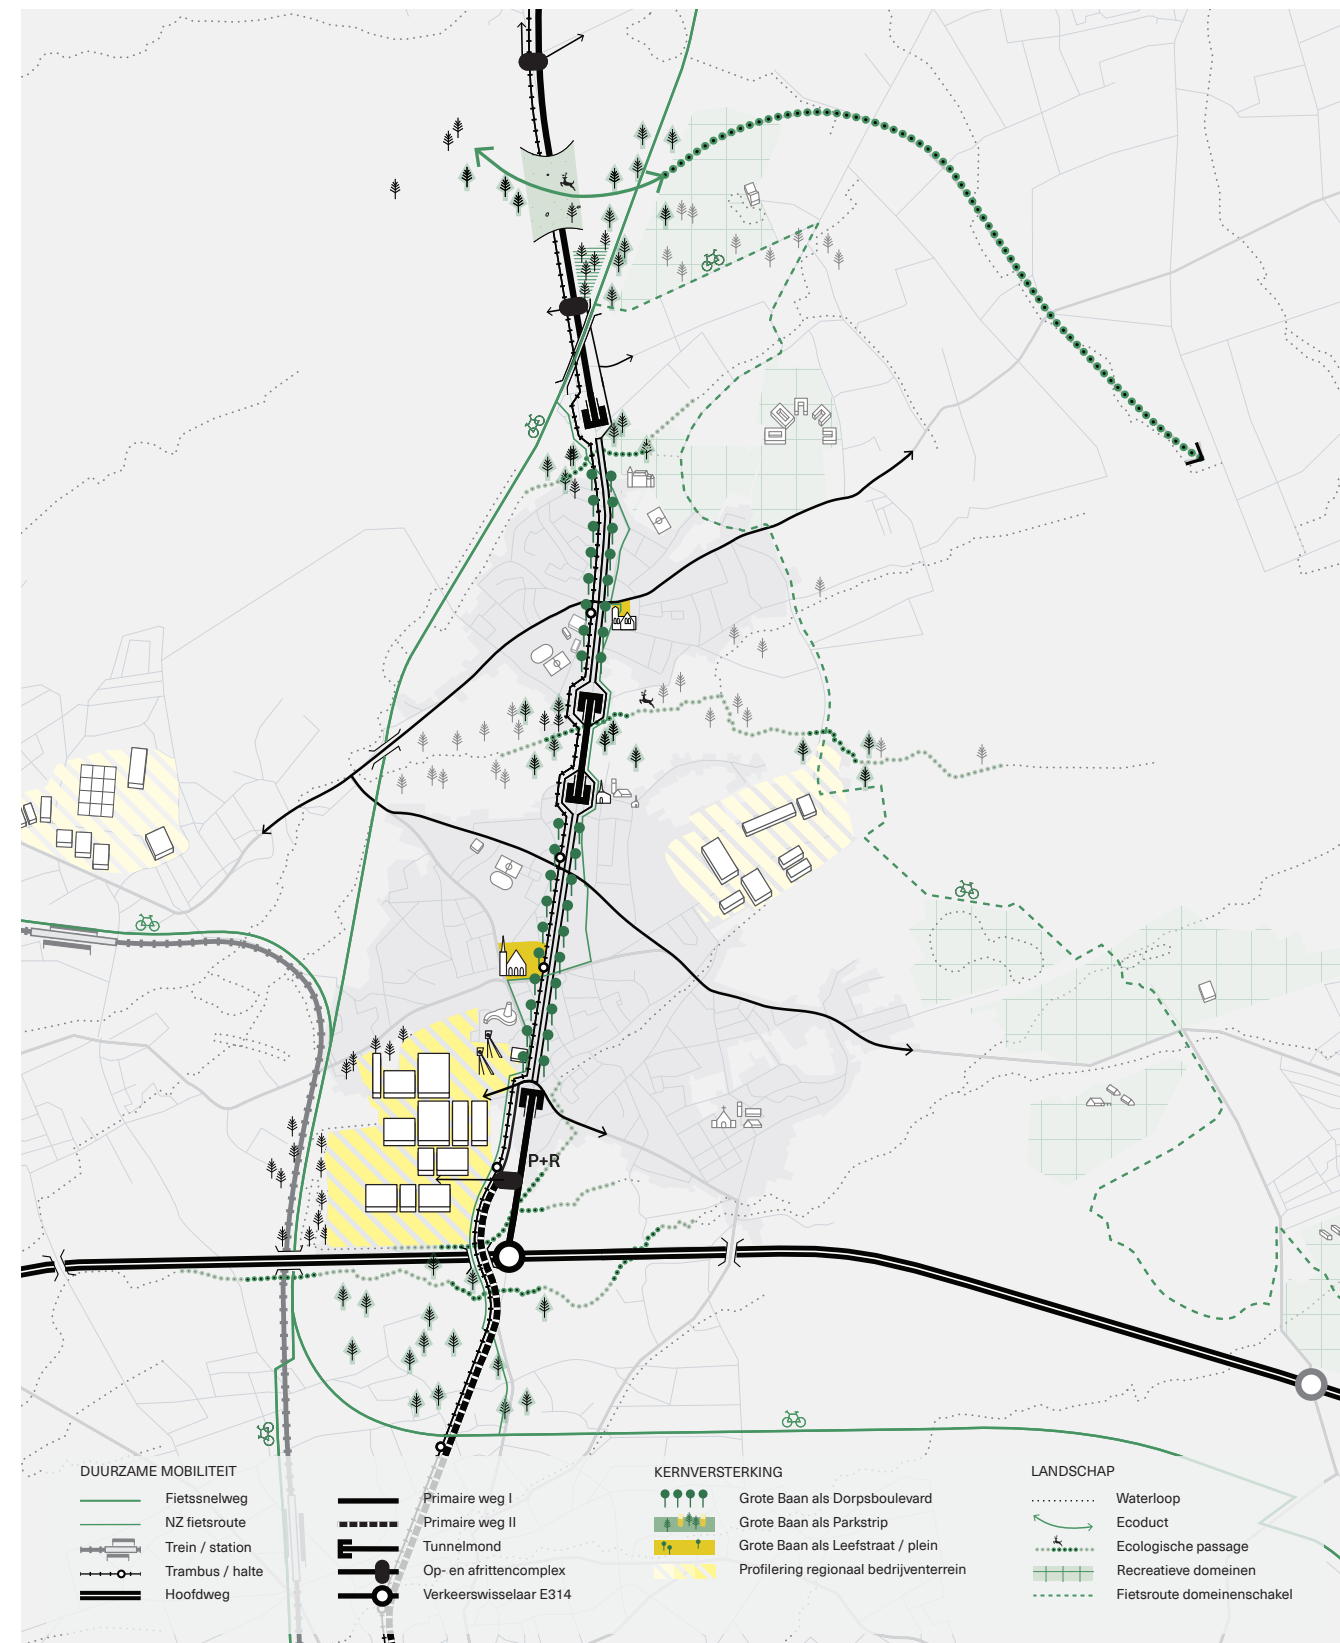 P+R
DUURZAME MOBILITEIT
Fietssnelweg
NZ fietsroute
Trein / station
Trambus / halte
Hoofdweg
Primaire weg I
Primaire weg II
Tunnelmond
Op- en afrittencomplex
Verkeerswisselaar E314
KERNVERSTERKING
Grote Baan als Dorpsboulevard
Grote Baan als Parkstrip
Grote Baan als Leefstraat / plein
Profilering regionaal bedrijventerrein
LANDSCHAP
Waterloop
Ecoduct
Ecologische passage
Recreatieve domeinen
Fietsroute domeinenschakel